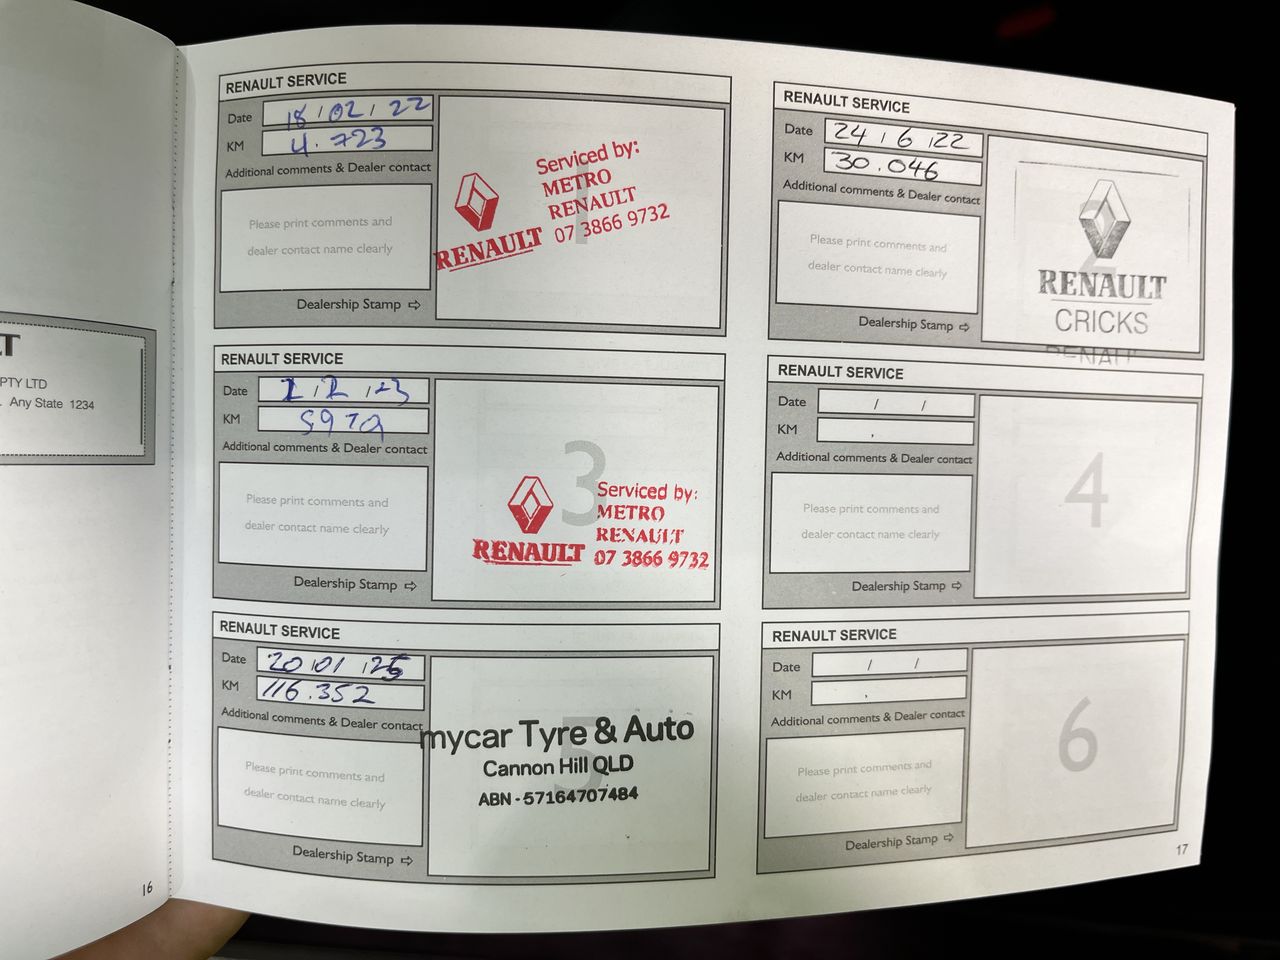 T
PTY LTD
. Any State 1234
16
RENAULT SERVICE
Date 18 / 02 / 22
KM 4.723
Additional comments & Dealer contact
Please print comments and
dealer contact name clearly
Dealership Stamp ⇨
RENAULT
Serviced by:
METRO
RENAULT
07 3866 9732
RENAULT SERVICE
Date 24 / 6 / 22
KM 30.046
Additional comments & Dealer contact
Please print comments and
dealer contact name clearly
Dealership Stamp ⇨
2
RENAULT
CRICKS
RENAULT
RENAULT SERVICE
Date
KM
Additional comments & Dealer contact
Please print comments and
dealer contact name clearly
Dealership Stamp ⇨
3
RENAULT
Serviced by:
METRO
RENAULT
07 3866 9732
RENAULT SERVICE
Date / /
KM .
Additional comments & Dealer contact
Please print comments and
dealer contact name clearly
Dealership Stamp ⇨
4
RENAULT SERVICE
Date 20 / 01 / 25
KM 116.352
Additional comments & Dealer contact
Please print comments and
dealer contact name clearly
Dealership Stamp ⇨
5
mycar Tyre & Auto
Cannon Hill QLD
ABN - 57164707484
RENAULT SERVICE
Date / /
KM .
Additional comments & Dealer contact
Please print comments and
dealer contact name clearly
Dealership Stamp ⇨
6
17